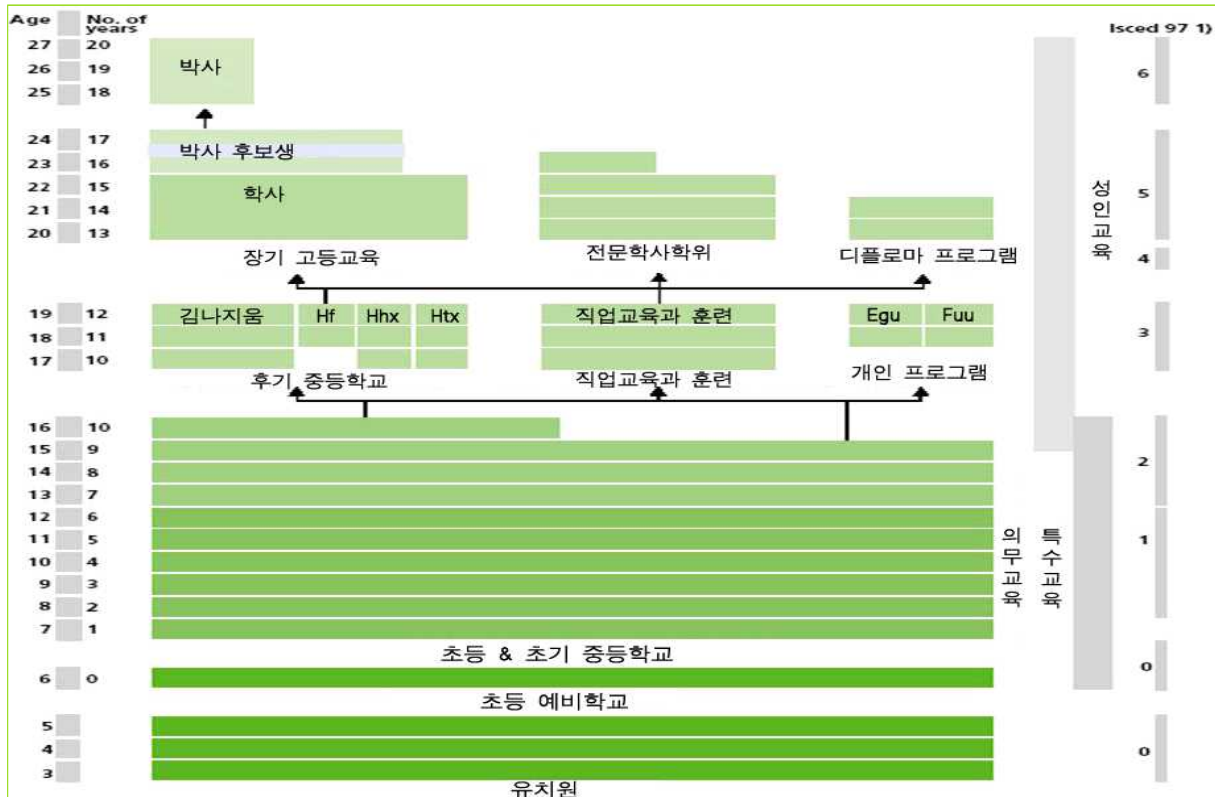 Age No. of years Isced 97 1)
27 20
26 19 박사 6
25 18
24 17
박사 후보생
23 16
22 15 학사 5
21 14
20 13
장기 고등교육 전문학사학위 디플로마 프로그램 4
성인교육
19 12 김나지움 Hf Hhx Htx 직업교육과 훈련 Egu Fuu
18 11 3
17 10
후기 중등학교 직업교육과 훈련 개인 프로그램
16 10
15 9
14 8 2
13 7
12 6
11 5 1
10 4
9 3
8 2
7 1
의무교육
특수교육
초등 & 초기 중등학교
6 0 0
초등 예비학교
5
4 0
3
유치원